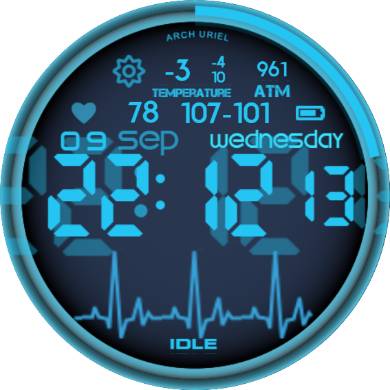 ARCH URIEL
-3 -4 961
10
TEMPERATURE ATM
78 107-101
09 sep wednesday
22:12 13
IDLE